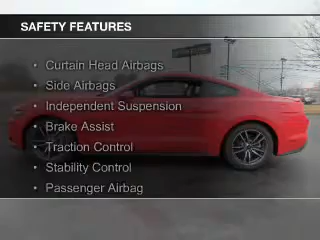 SAFETY FEATURES
• Curtain Head Airbags
• Side Airbags
• Independent Suspension
• Brake Assist
• Traction Control
• Stability Control
• Passenger Airbag